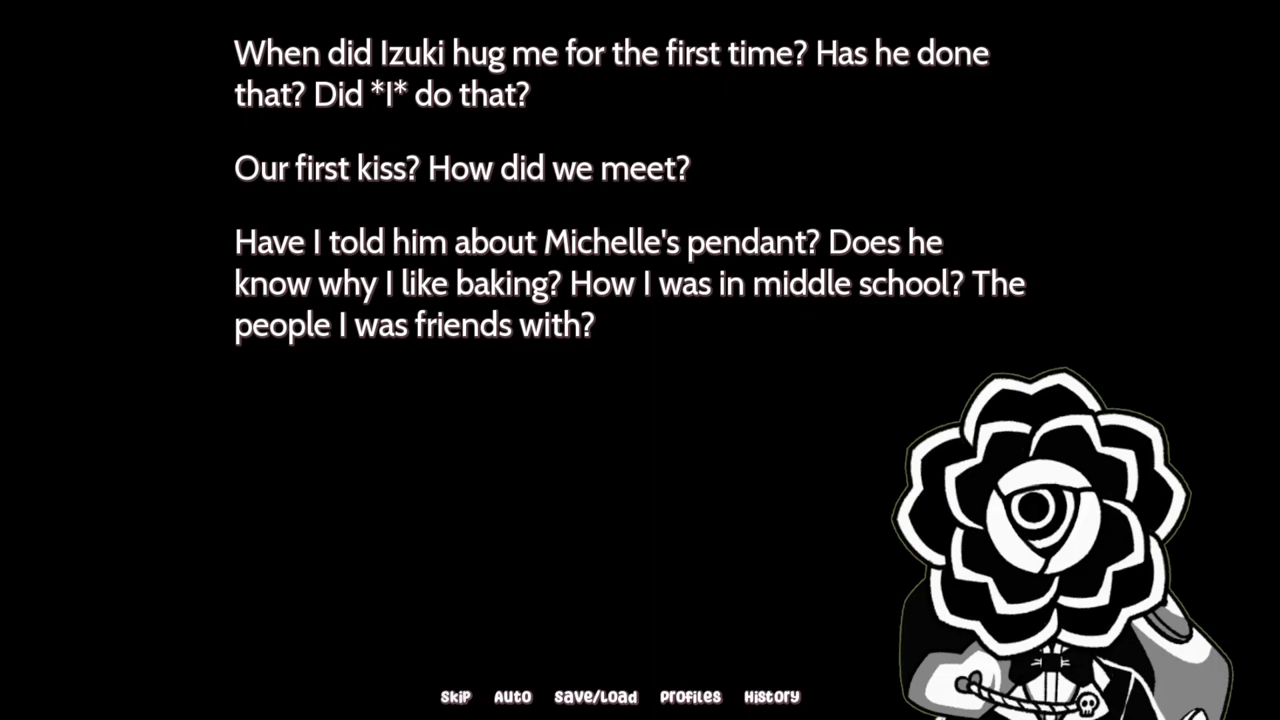 When did Izuki hug me for the first time? Has he done
that? Did *I* do that?
Our first kiss? How did we meet?
Have I told him about Michelle's pendant? Does he
know why I like baking? How I was in middle school? The
people I was friends with?
Skip Auto Save/Load Profiles History